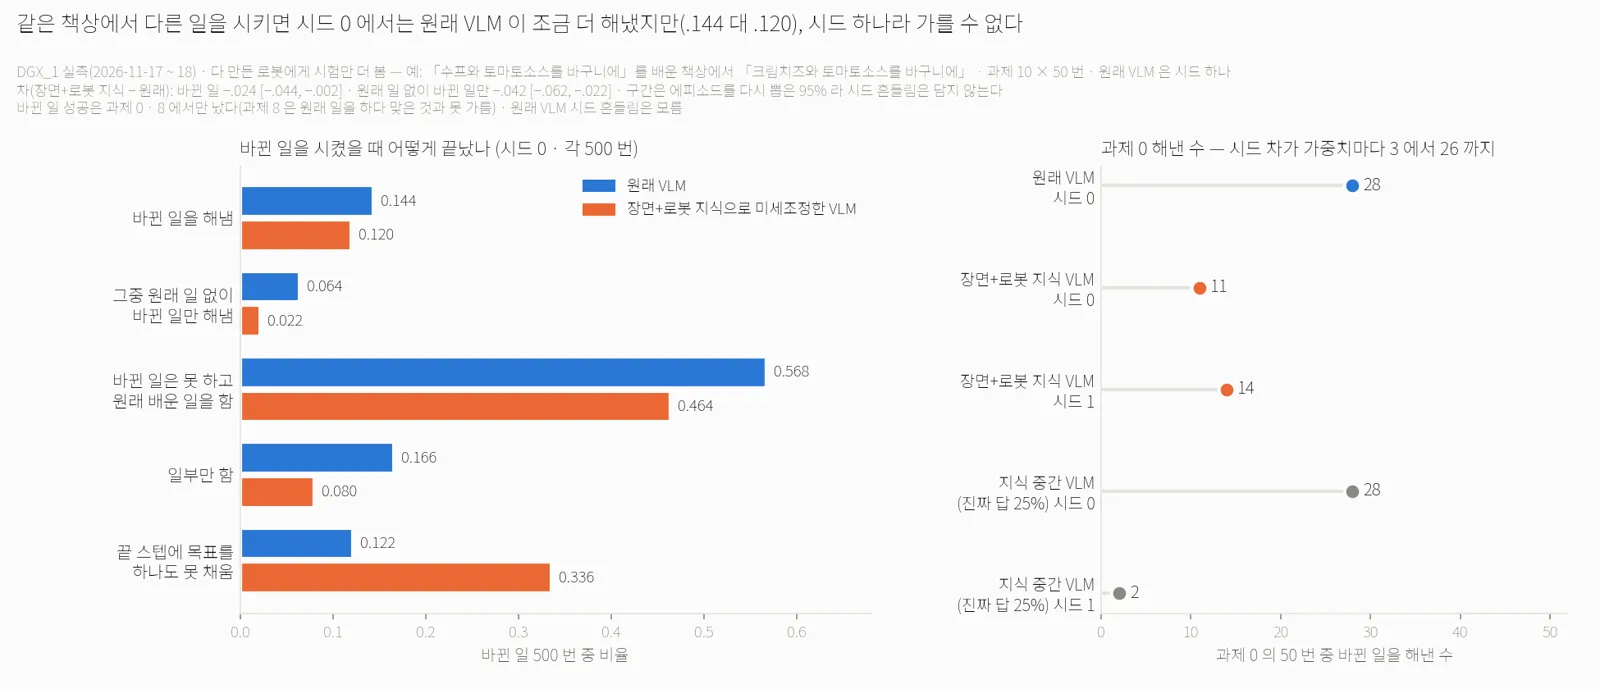 같은 책상에서 다른 일을 시키면 시드 0 에서는 원래 VLM 이 조금 더 해냈지만(.144 대 .120), 시드 하나라 가를 수 없다
DGX_1 실측(2026-11-17 ~ 18) · 다 만든 로봇에게 시험만 더 봄 — 예: 「수프와 토마토소스를 바구니에」를 배운 책상에서 「크림치즈와 토마토소스를 바구니에」 · 과제 10 × 50 번 · 원래 VLM 은 시드 하나
차(장면+로봇 지식 − 원래): 바뀐 일 −.024 [−.044, −.002] · 원래 일 없이 바뀐 일만 −.042 [−.062, −.022] · 구간은 에피소드를 다시 뽑은 95% 라 시드 흔들림은 담지 않는다
바뀐 일 성공은 과제 0 · 8 에서만 났다(과제 8 은 원래 일을 하다 맞은 것과 못 가름) · 원래 VLM 시드 흔들림은 모름
바뀐 일을 시켰을 때 어떻게 끝났나 (시드 0 · 각 500 번)
원래 VLM
장면+로봇 지식으로 미세조정한 VLM
바뀐 일을 해냄
0.144
0.120
그중 원래 일 없이
바뀐 일만 해냄
0.064
0.022
바뀐 일은 못 하고
원래 배운 일을 함
0.568
0.464
일부만 함
0.166
0.080
끝 스텝에 목표를
하나도 못 채움
0.122
0.336
0.0 0.1 0.2 0.3 0.4 0.5 0.6
바뀐 일 500 번 중 비율
과제 0 해낸 수 — 시드 차가 가중치마다 3 에서 26 까지
원래 VLM
시드 0
28
장면+로봇 지식 VLM
시드 0
11
장면+로봇 지식 VLM
시드 1
14
지식 중간 VLM
(진짜 답 25%) 시드 0
28
지식 중간 VLM
(진짜 답 25%) 시드 1
2
0 10 20 30 40 50
과제 0 의 50 번 중 바뀐 일을 해낸 수